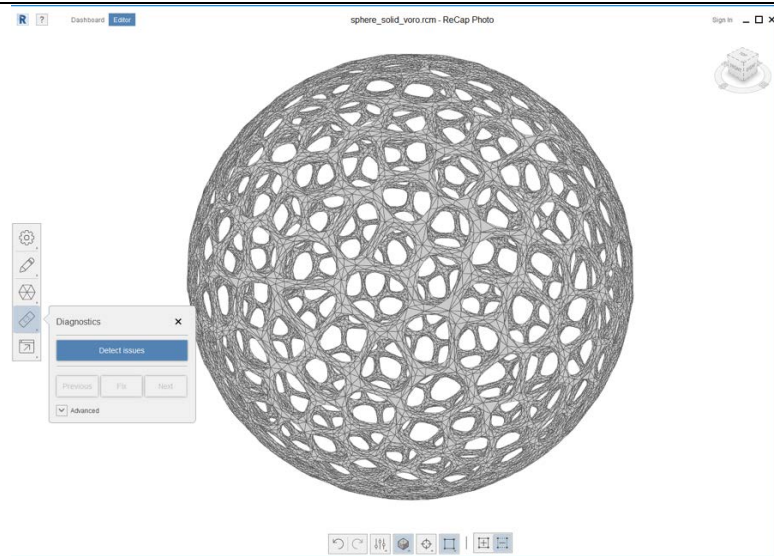 R ? Dashboard Editor sphere_solid_voro.rcm - ReCap Photo Sign In
Diagnostics
Detect issues
Previous Fix Next
Advanced